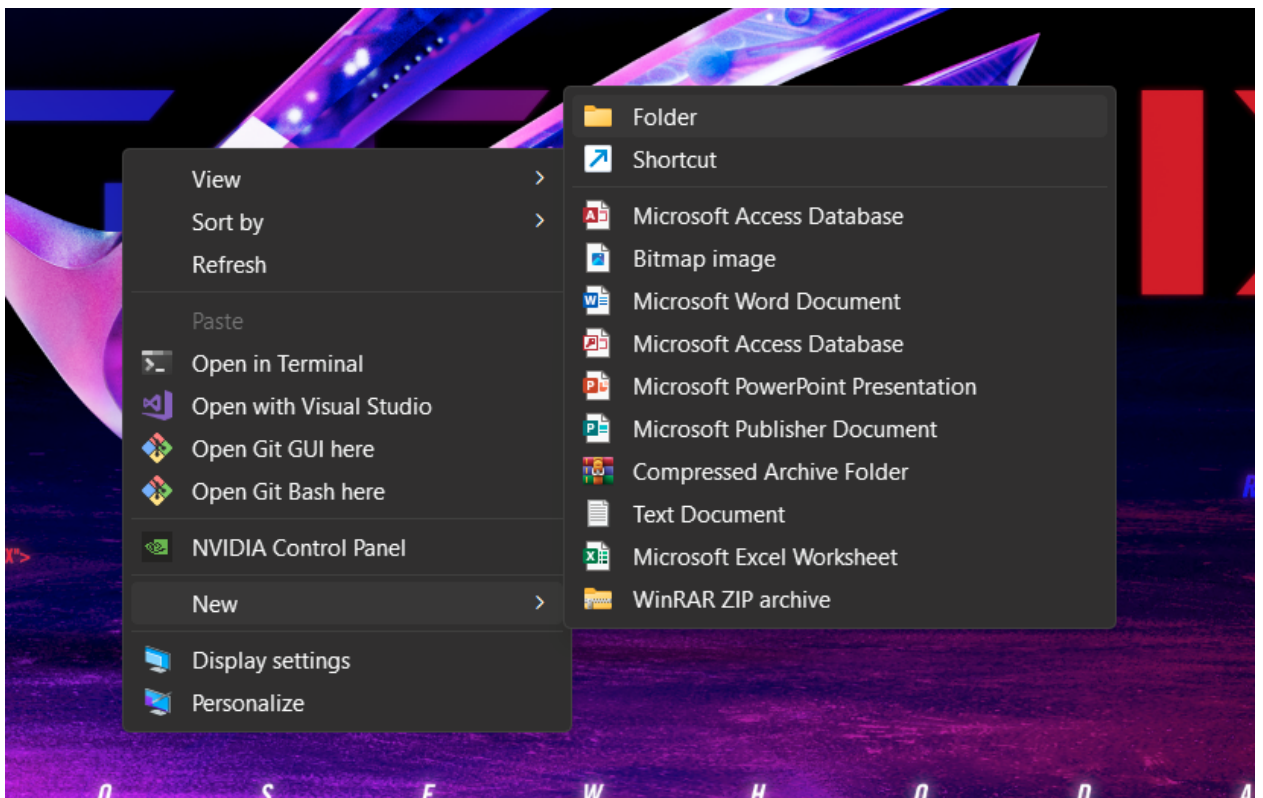 View
Sort by
Refresh
Paste
Open in Terminal
Open with Visual Studio
Open Git GUI here
Open Git Bash here
NVIDIA Control Panel
New
Display settings
Personalize
Folder
Shortcut
Microsoft Access Database
Bitmap image
Microsoft Word Document
Microsoft Access Database
Microsoft PowerPoint Presentation
Microsoft Publisher Document
Compressed Archive Folder
Text Document
Microsoft Excel Worksheet
WinRAR ZIP archive
X">
R
O S E W H O D A